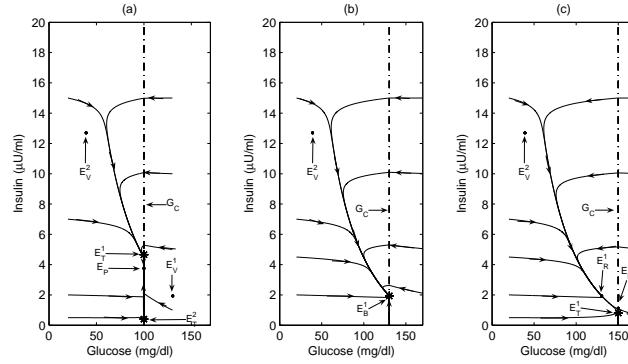 (a)
Insulin (μU/ml)
20
18
16
14
12
10
8
6
4
2
0
0 50 100 150
Glucose (mg/dl)
E_V^2
G_C
E_T^1
E_P
E_V^1
(b)
Insulin (μU/ml)
20
18
16
14
12
10
8
6
4
2
0
0 50 100 150
Glucose (mg/dl)
E_V^2
G_C
E_B^1
(c)
Insulin (μU/ml)
20
18
16
14
12
10
8
6
4
2
0
0 50 100 150
Glucose (mg/dl)
E_V^2
G_C
E_R^1
E_T^1
E